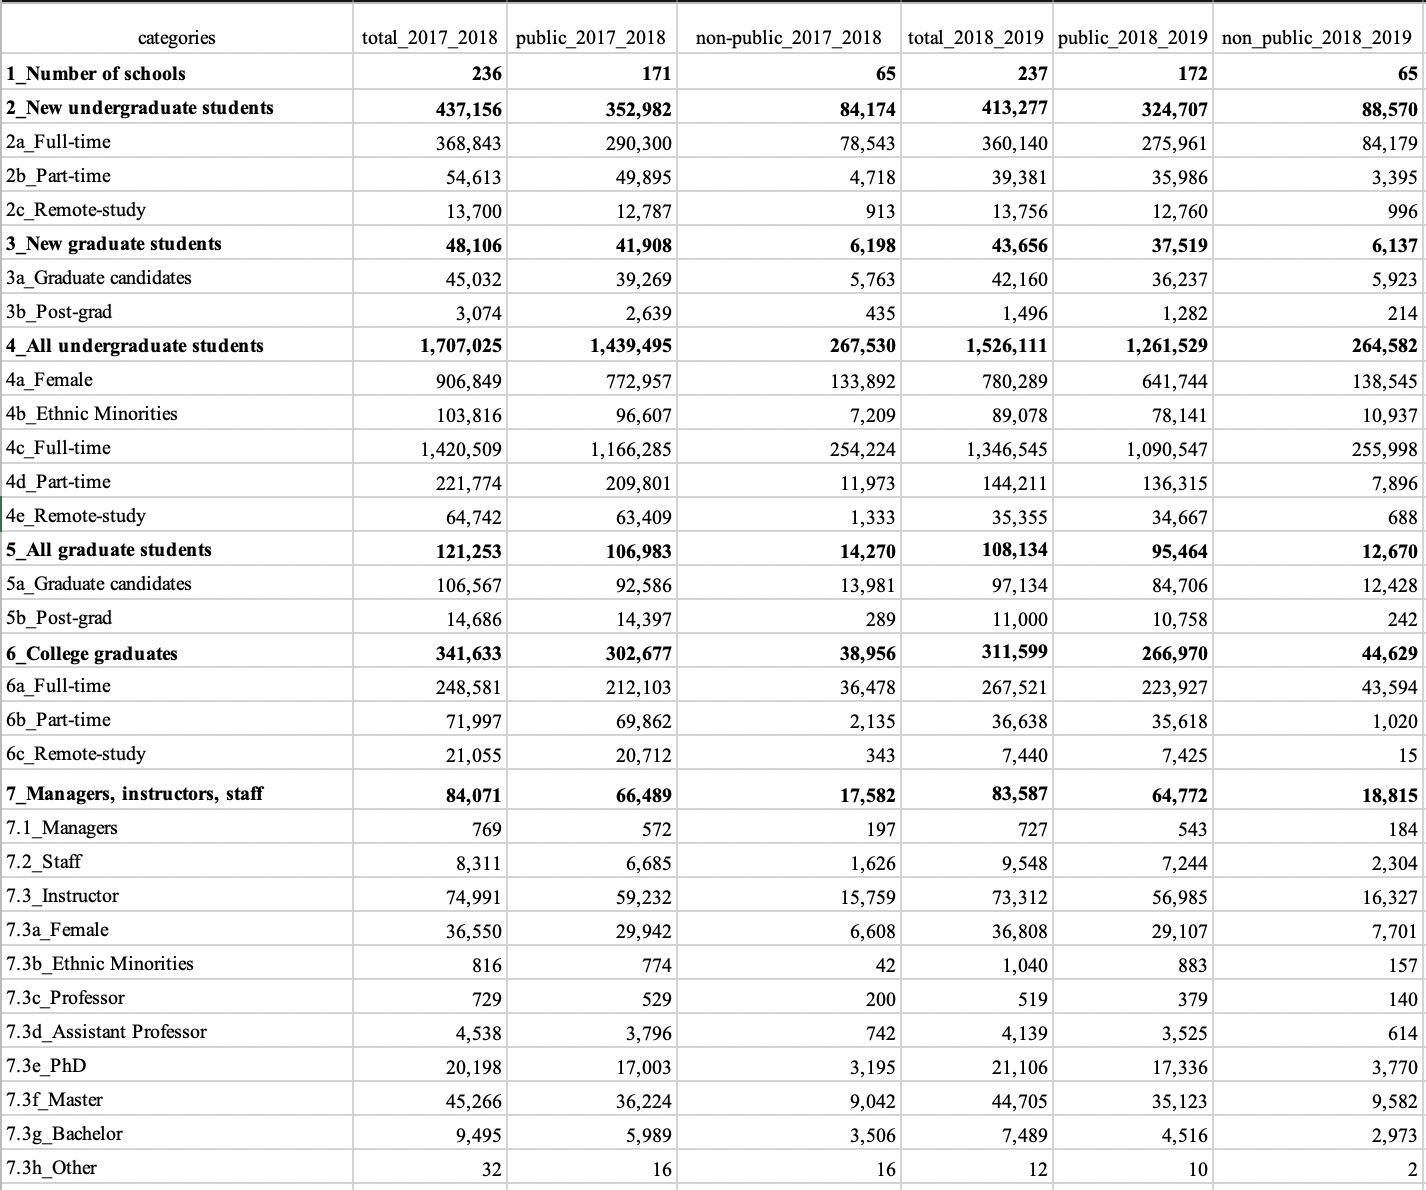 categories total_2017_2018 public_2017_2018 non-public_2017_2018 total_2018_2019 public_2018_2019 non_public_2018_2019
1_Number of schools 236 171 65 237 172 65
2_New undergraduate students 437,156 352,982 84,174 413,277 324,707 88,570
2a_Full-time 368,843 290,300 78,543 360,140 275,961 84,179
2b_Part-time 54,613 49,895 4,718 39,381 35,986 3,395
2c_Remote-study 13,700 12,787 913 13,756 12,760 996
3_New graduate students 48,106 41,908 6,198 43,656 37,519 6,137
3a_Graduate candidates 45,032 39,269 5,763 42,160 36,237 5,923
3b_Post-grad 3,074 2,639 435 1,496 1,282 214
4_All undergraduate students 1,707,025 1,439,495 267,530 1,526,111 1,261,529 264,582
4a_Female 906,849 772,957 133,892 780,289 641,744 138,545
4b_Ethnic Minorities 103,816 96,607 7,209 89,078 78,141 10,937
4c_Full-time 1,420,509 1,166,285 254,224 1,346,545 1,090,547 255,998
4d_Part-time 221,774 209,801 11,973 144,211 136,315 7,896
4e_Remote-study 64,742 63,409 1,333 35,355 34,667 688
5_All graduate students 121,253 106,983 14,270 108,134 95,464 12,670
5a_Graduate candidates 106,567 92,586 13,981 97,134 84,706 12,428
5b_Post-grad 14,686 14,397 289 11,000 10,758 242
6_College graduates 341,633 302,677 38,956 311,599 266,970 44,629
6a_Full-time 248,581 212,103 36,478 267,521 223,927 43,594
6b_Part-time 71,997 69,862 2,135 36,638 35,618 1,020
6c_Remote-study 21,055 20,712 343 7,440 7,425 15
7_Managers, instructors, staff 84,071 66,489 17,582 83,587 64,772 18,815
7.1_Managers 769 572 197 727 543 184
7.2_Staff 8,311 6,685 1,626 9,548 7,244 2,304
7.3_Instructor 74,991 59,232 15,759 73,312 56,985 16,327
7.3a_Female 36,550 29,942 6,608 36,808 29,107 7,701
7.3b_Ethnic Minorities 816 774 42 1,040 883 157
7.3c_Professor 729 529 200 519 379 140
7.3d_Assistant Professor 4,538 3,796 742 4,139 3,525 614
7.3e_PhD 20,198 17,003 3,195 21,106 17,336 3,770
7.3f_Master 45,266 36,224 9,042 44,705 35,123 9,582
7.3g_Bachelor 9,495 5,989 3,506 7,489 4,516 2,973
7.3h_Other 32 16 16 12 10 2